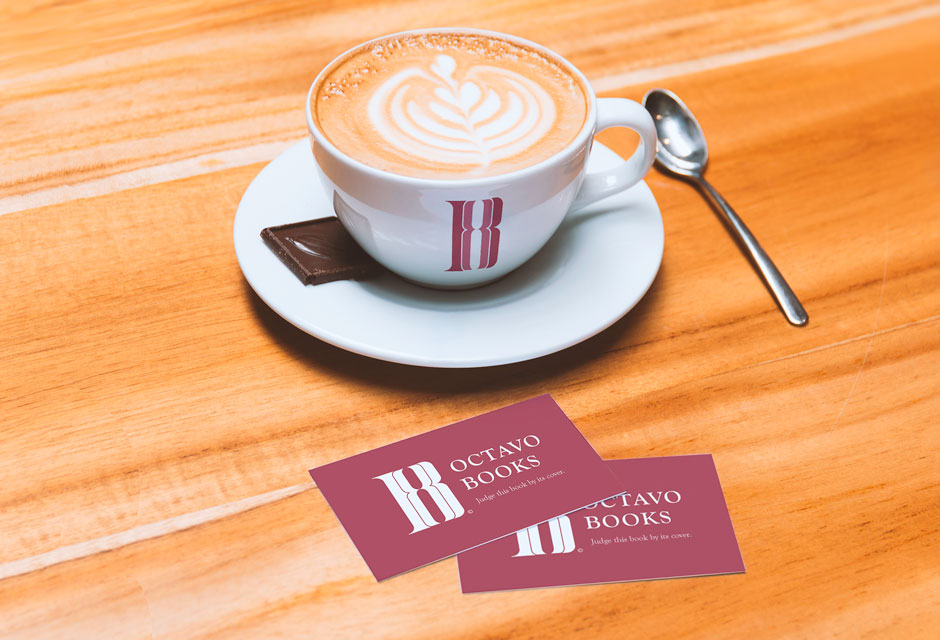 B
OCTAVO
BOOKS
Judge this book by its cover.
©
OCTAVO
BOOKS
Judge this book by its cover.
B
©